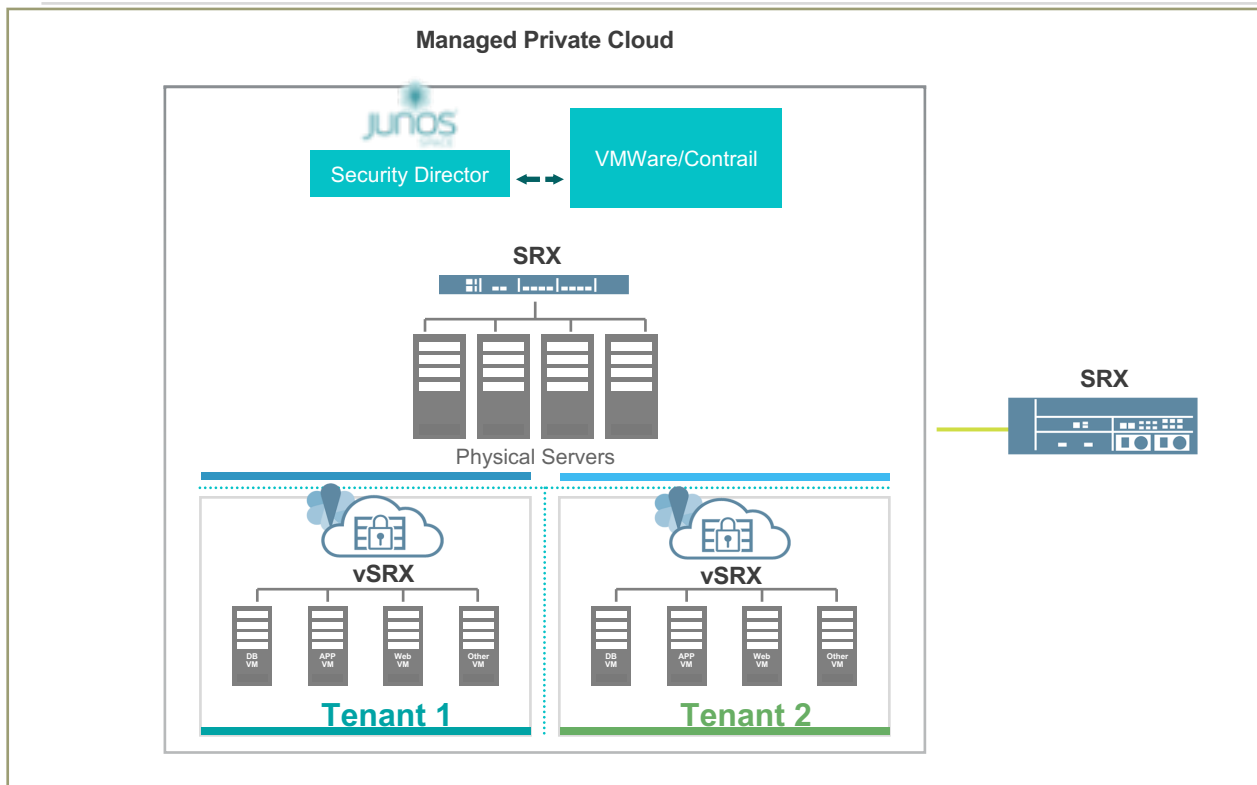 Managed Private Cloud
JUNOS
SPACE
Security Director
VMWare/Contrail
SRX
Physical Servers
SRX
vSRX
DB
VM
APP
VM
Web
VM
Other
VM
Tenant 1
vSRX
DB
VM
APP
VM
Web
VM
Other
VM
Tenant 2